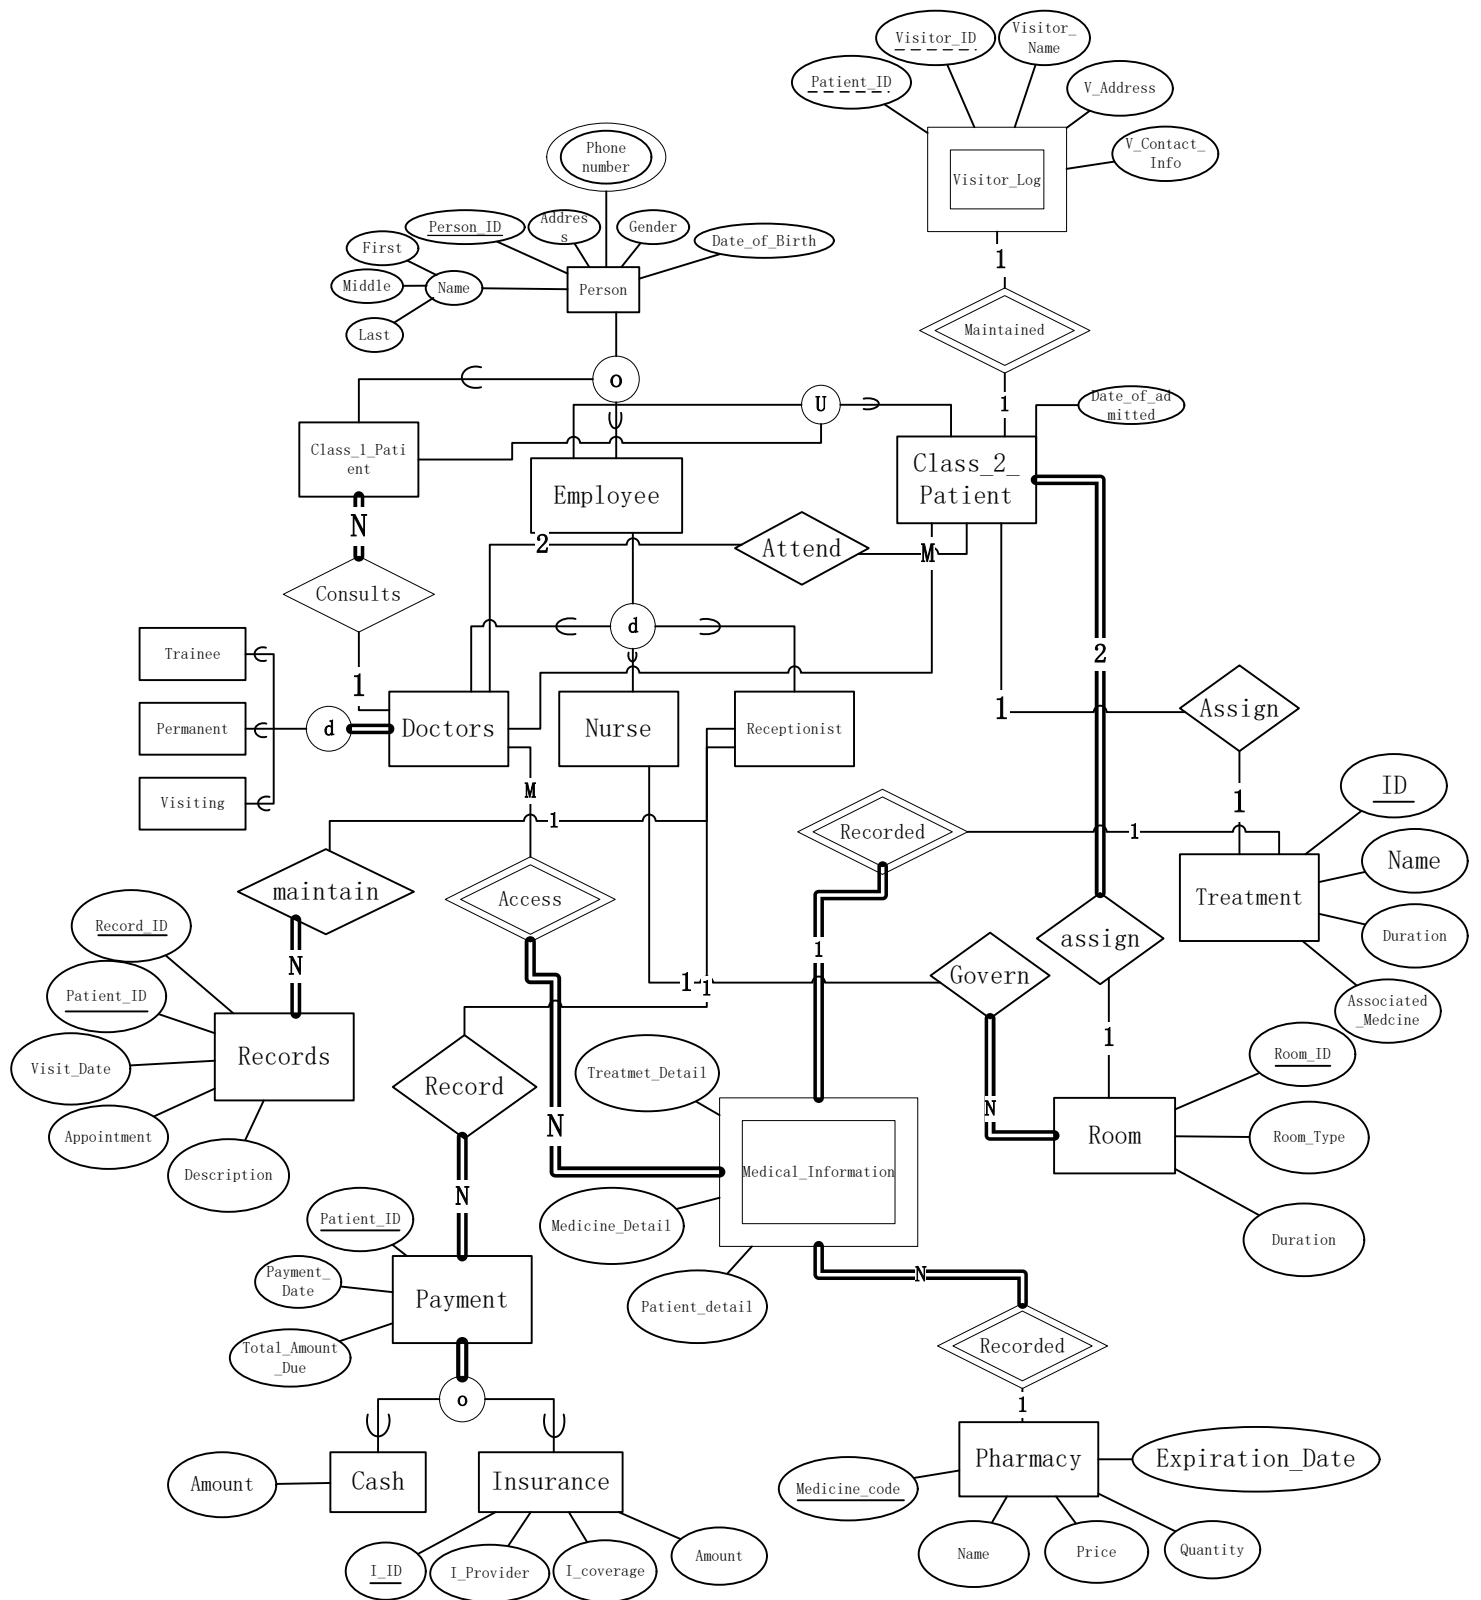 Visitor_ID
Visitor_
Name
Patient_ID
V_Address
V_Contact_
Info
Visitor_Log
Phone
number
Person_ID
Addres
s
Gender
Date_of_Birth
First
Middle
Name
Last
Person
1
Maintained
o
U
1
Date_of_ad
mitted
Class_1_Pati
ent
Class_2_
Patient
Employee
N
2
Attend
M
Consults
d
Trainee
2
1
Permanent
d
Doctors
Nurse
Receptionist
1
Assign
Visiting
M
1
1
ID
Recorded
1
maintain
Access
Name
Treatment
Record_ID
assign
Duration
N
1
Govern
1
1
Patient_ID
Associated
_Medcine
Records
1
Room_ID
Visit_Date
Treatmet_Detail
Record
N
N
Room
Room_Type
Appointment
Description
Medical_Information
N
Patient_ID
Medicine_Detail
Duration
Payment_
Date
Payment
N
Patient_detail
Total_Amount
_Due
Recorded
o
1
Amount
Cash
Insurance
Pharmacy
Expiration_Date
Medicine_code
I_ID
I_Provider
I_coverage
Amount
Name
Price
Quantity